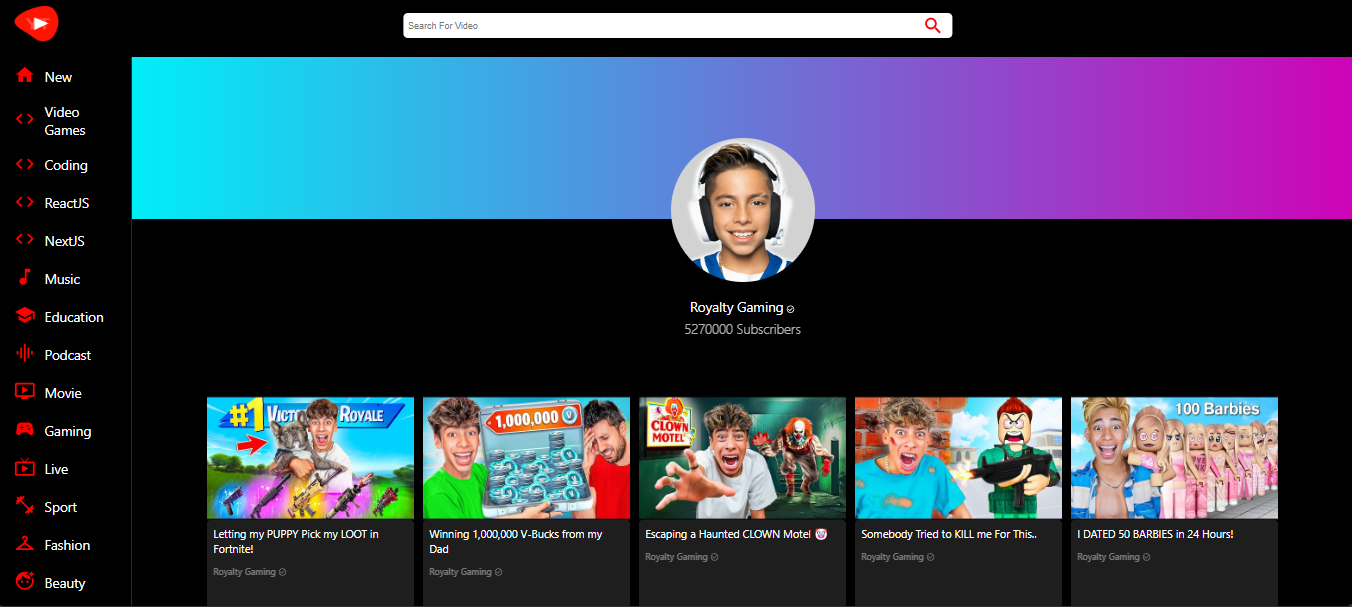 Search For Video
New
Video
Games
Coding
ReactJS
NextJS
Music
Education
Podcast
Movie
Gaming
Live
Sport
Fashion
Beauty
Royalty Gaming
5270000 Subscribers
#1 VICTORY ROYALE
1,000,000 V
CLOWN
MOTEL
100 Barbies
Letting my PUPPY Pick my LOOT in
Fortnite!
Royalty Gaming
Winning 1,000,000 V-Bucks from my
Dad
Royalty Gaming
Escaping a Haunted CLOWN Motel 🤡
Royalty Gaming
Somebody Tried to KILL me For This..
Royalty Gaming
I DATED 50 BARBIES in 24 Hours!
Royalty Gaming